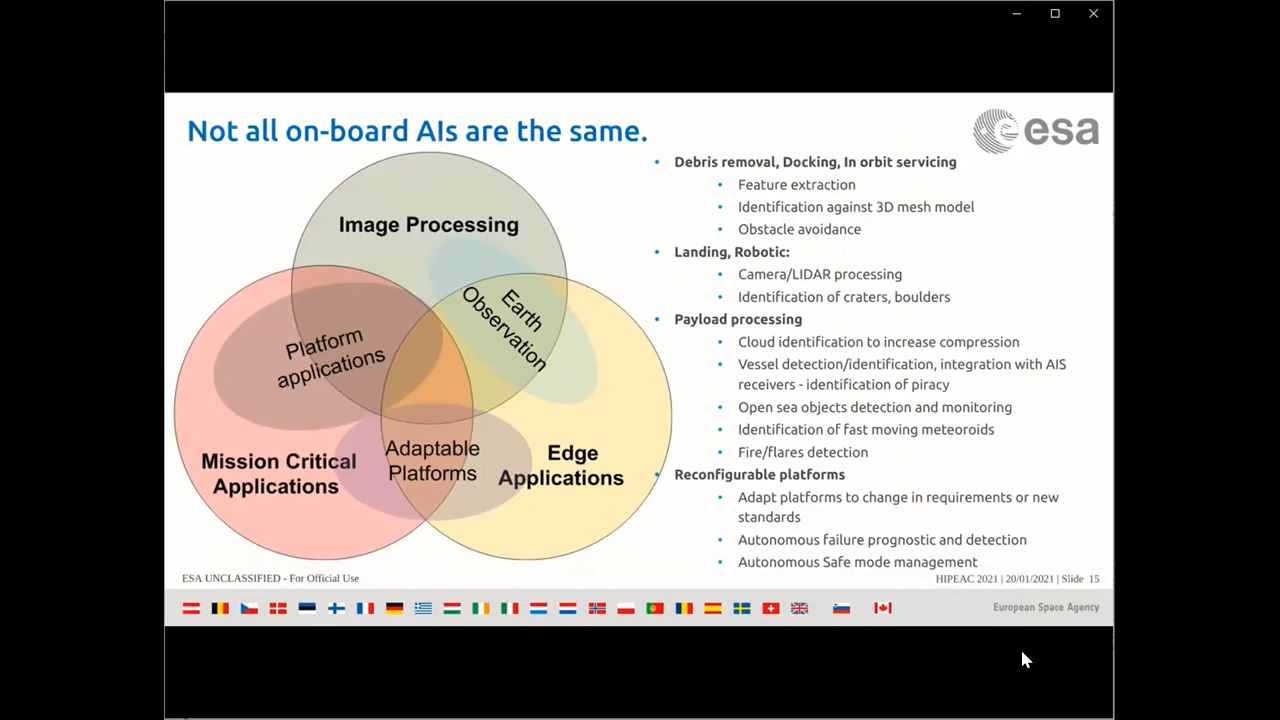 Not all on-board AIs are the same.
esa
Image Processing
Earth
Observation
Platform
applications
Mission Critical
Applications
Adaptable
Platforms
Edge
Applications
• Debris removal, Docking, In orbit servicing
• Feature extraction
• Identification against 3D mesh model
• Obstacle avoidance
• Landing, Robotic:
• Camera/LIDAR processing
• Identification of craters, boulders
• Payload processing
• Cloud identification to increase compression
• Vessel detection/identification, integration with AIS
receivers - identification of piracy
• Open sea objects detection and monitoring
• Identification of fast moving meteoroids
• Fire/flares detection
• Reconfigurable platforms
• Adapt platforms to change in requirements or new
standards
• Autonomous failure prognostic and detection
• Autonomous Safe mode management
ESA UNCLASSIFIED - For Official Use
HIPEAC 2021 | 20/01/2021 | Slide 15
European Space Agency